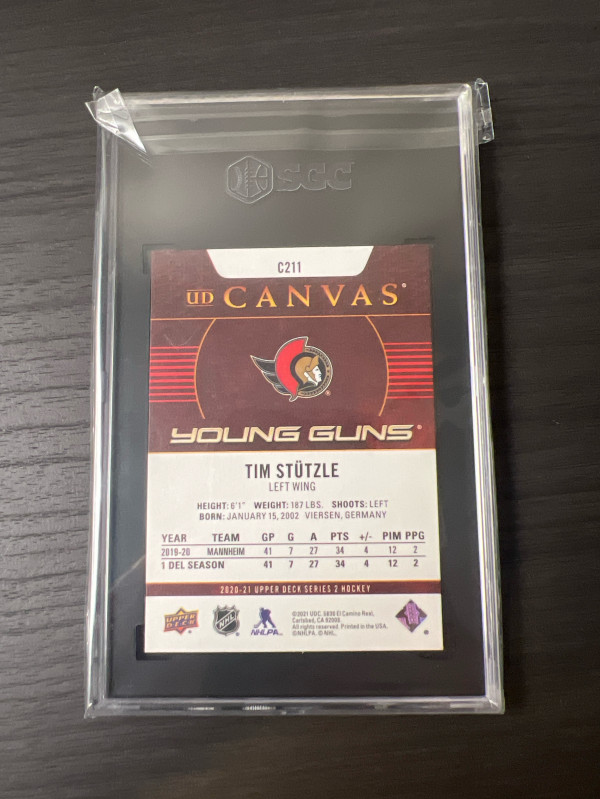 SGC
C211
UD CANVAS
YOUNG GUNS
TIM STÜTZLE
LEFT WING
HEIGHT: 6'1" WEIGHT: 187 LBS. SHOOTS: LEFT
BORN: JANUARY 15, 2002 VIERSEN, GERMANY
YEAR TEAM GP G A PTS +/- PIM PPG
2019-20 MANNHEIM 41 7 27 34 4 12 2
1 DEL SEASON 41 7 27 34 4 12 2
2020-21 UPPER DECK SERIES 2 HOCKEY
UPPER DECK
NHL
NHLPA
©2021 UDC. 5830 El Camino Real,
Carlsbad, CA 92008.
All rights reserved. Printed in the USA.
©NHLPA. © NHL.